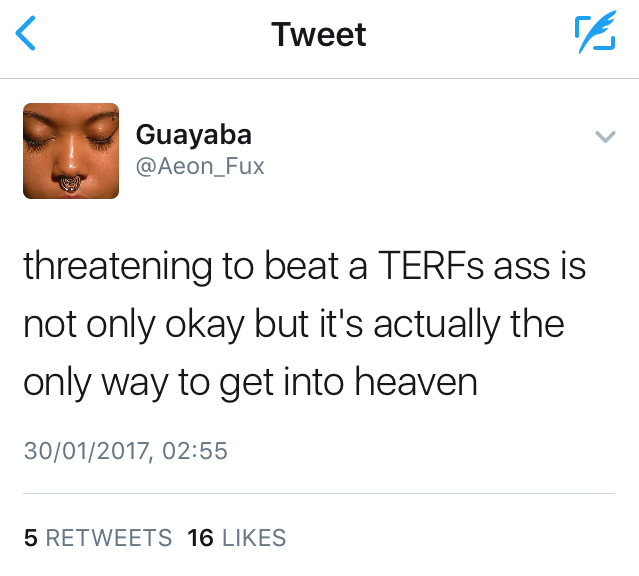 Tweet
Guayaba
@Aeon_Fux
threatening to beat a TERFs ass is
not only okay but it's actually the
only way to get into heaven
30/01/2017, 02:55
5 RETWEETS 16 LIKES